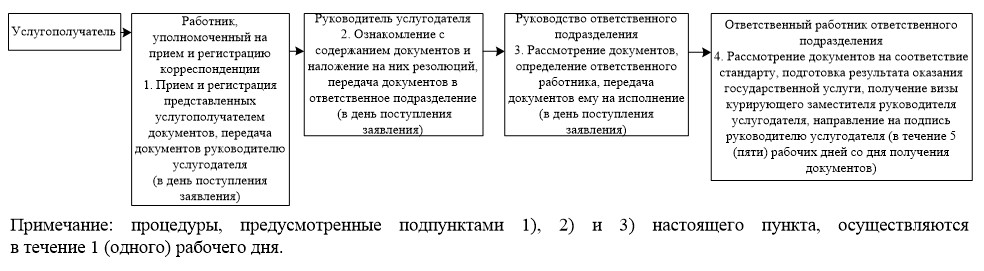 Услугополучатель
Работник,
уполномоченный на
прием и регистрацию
корреспонденции
1. Прием и регистрация
представленных
услугополучателем
документов, передача
документов руководителю
услугодателя
(в день поступления
заявления)
Руководитель услугодателя
2. Ознакомление с
содержанием документов и
наложение на них резолюций,
передача документов в
ответственное подразделение
(в день поступления
заявления)
Руководство ответственного
подразделения
3. Рассмотрение документов,
определение ответственного
работника, передача
документов ему на исполнение
(в день поступления
заявления)
Ответственный работник ответственного
подразделения
4. Рассмотрение документов на соответствие
стандарту, подготовка результата оказания
государственной услуги, получение визы
курирующего заместителя руководителя
услугодателя, направление на подпись
руководителю услугодателя (в течение 5
(пяти) рабочих дней со дня получения
документов)
Примечание: процедуры, предусмотренные подпунктами 1), 2) и 3) настоящего пункта, осуществляются
в течение 1 (одного) рабочего дня.